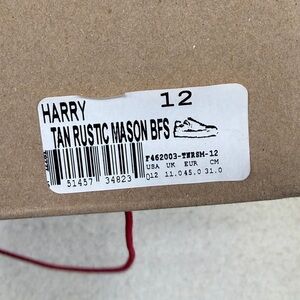 HARRY 12
TAN RUSTIC MASON BFS
F462003-TNRSM-12
USA UK EUR CM
012 11.0 45.0 31.0
51457 34823